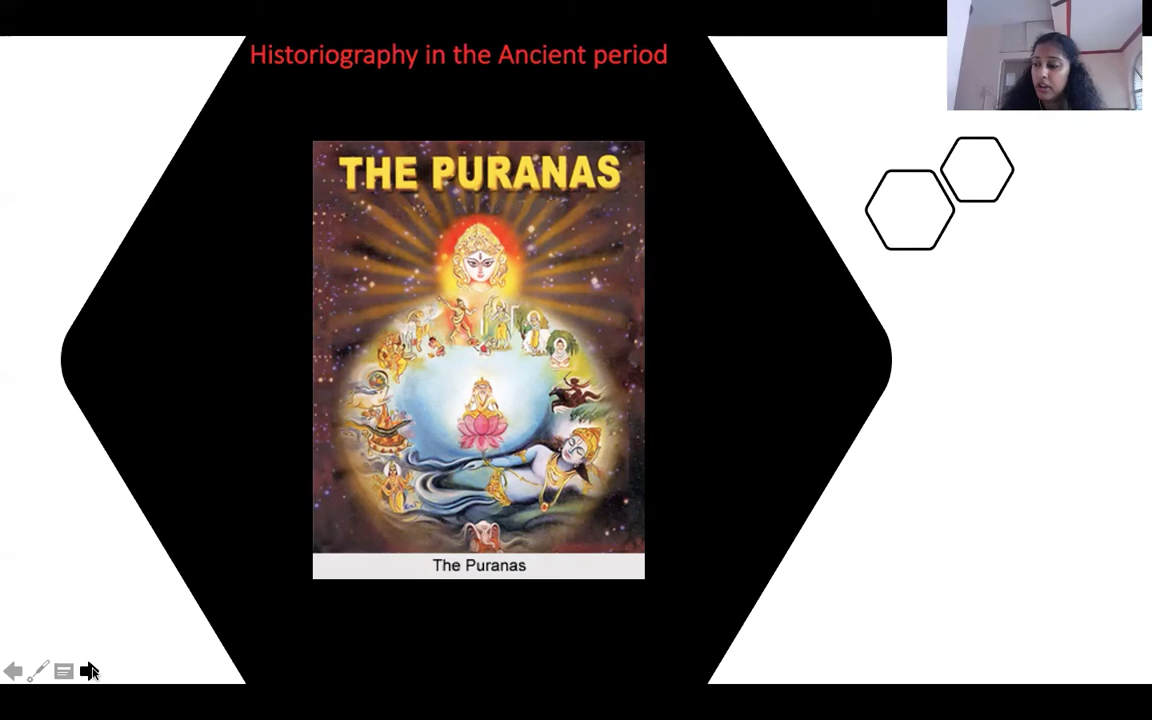 Historiography in the Ancient period
THE PURANAS
The Puranas